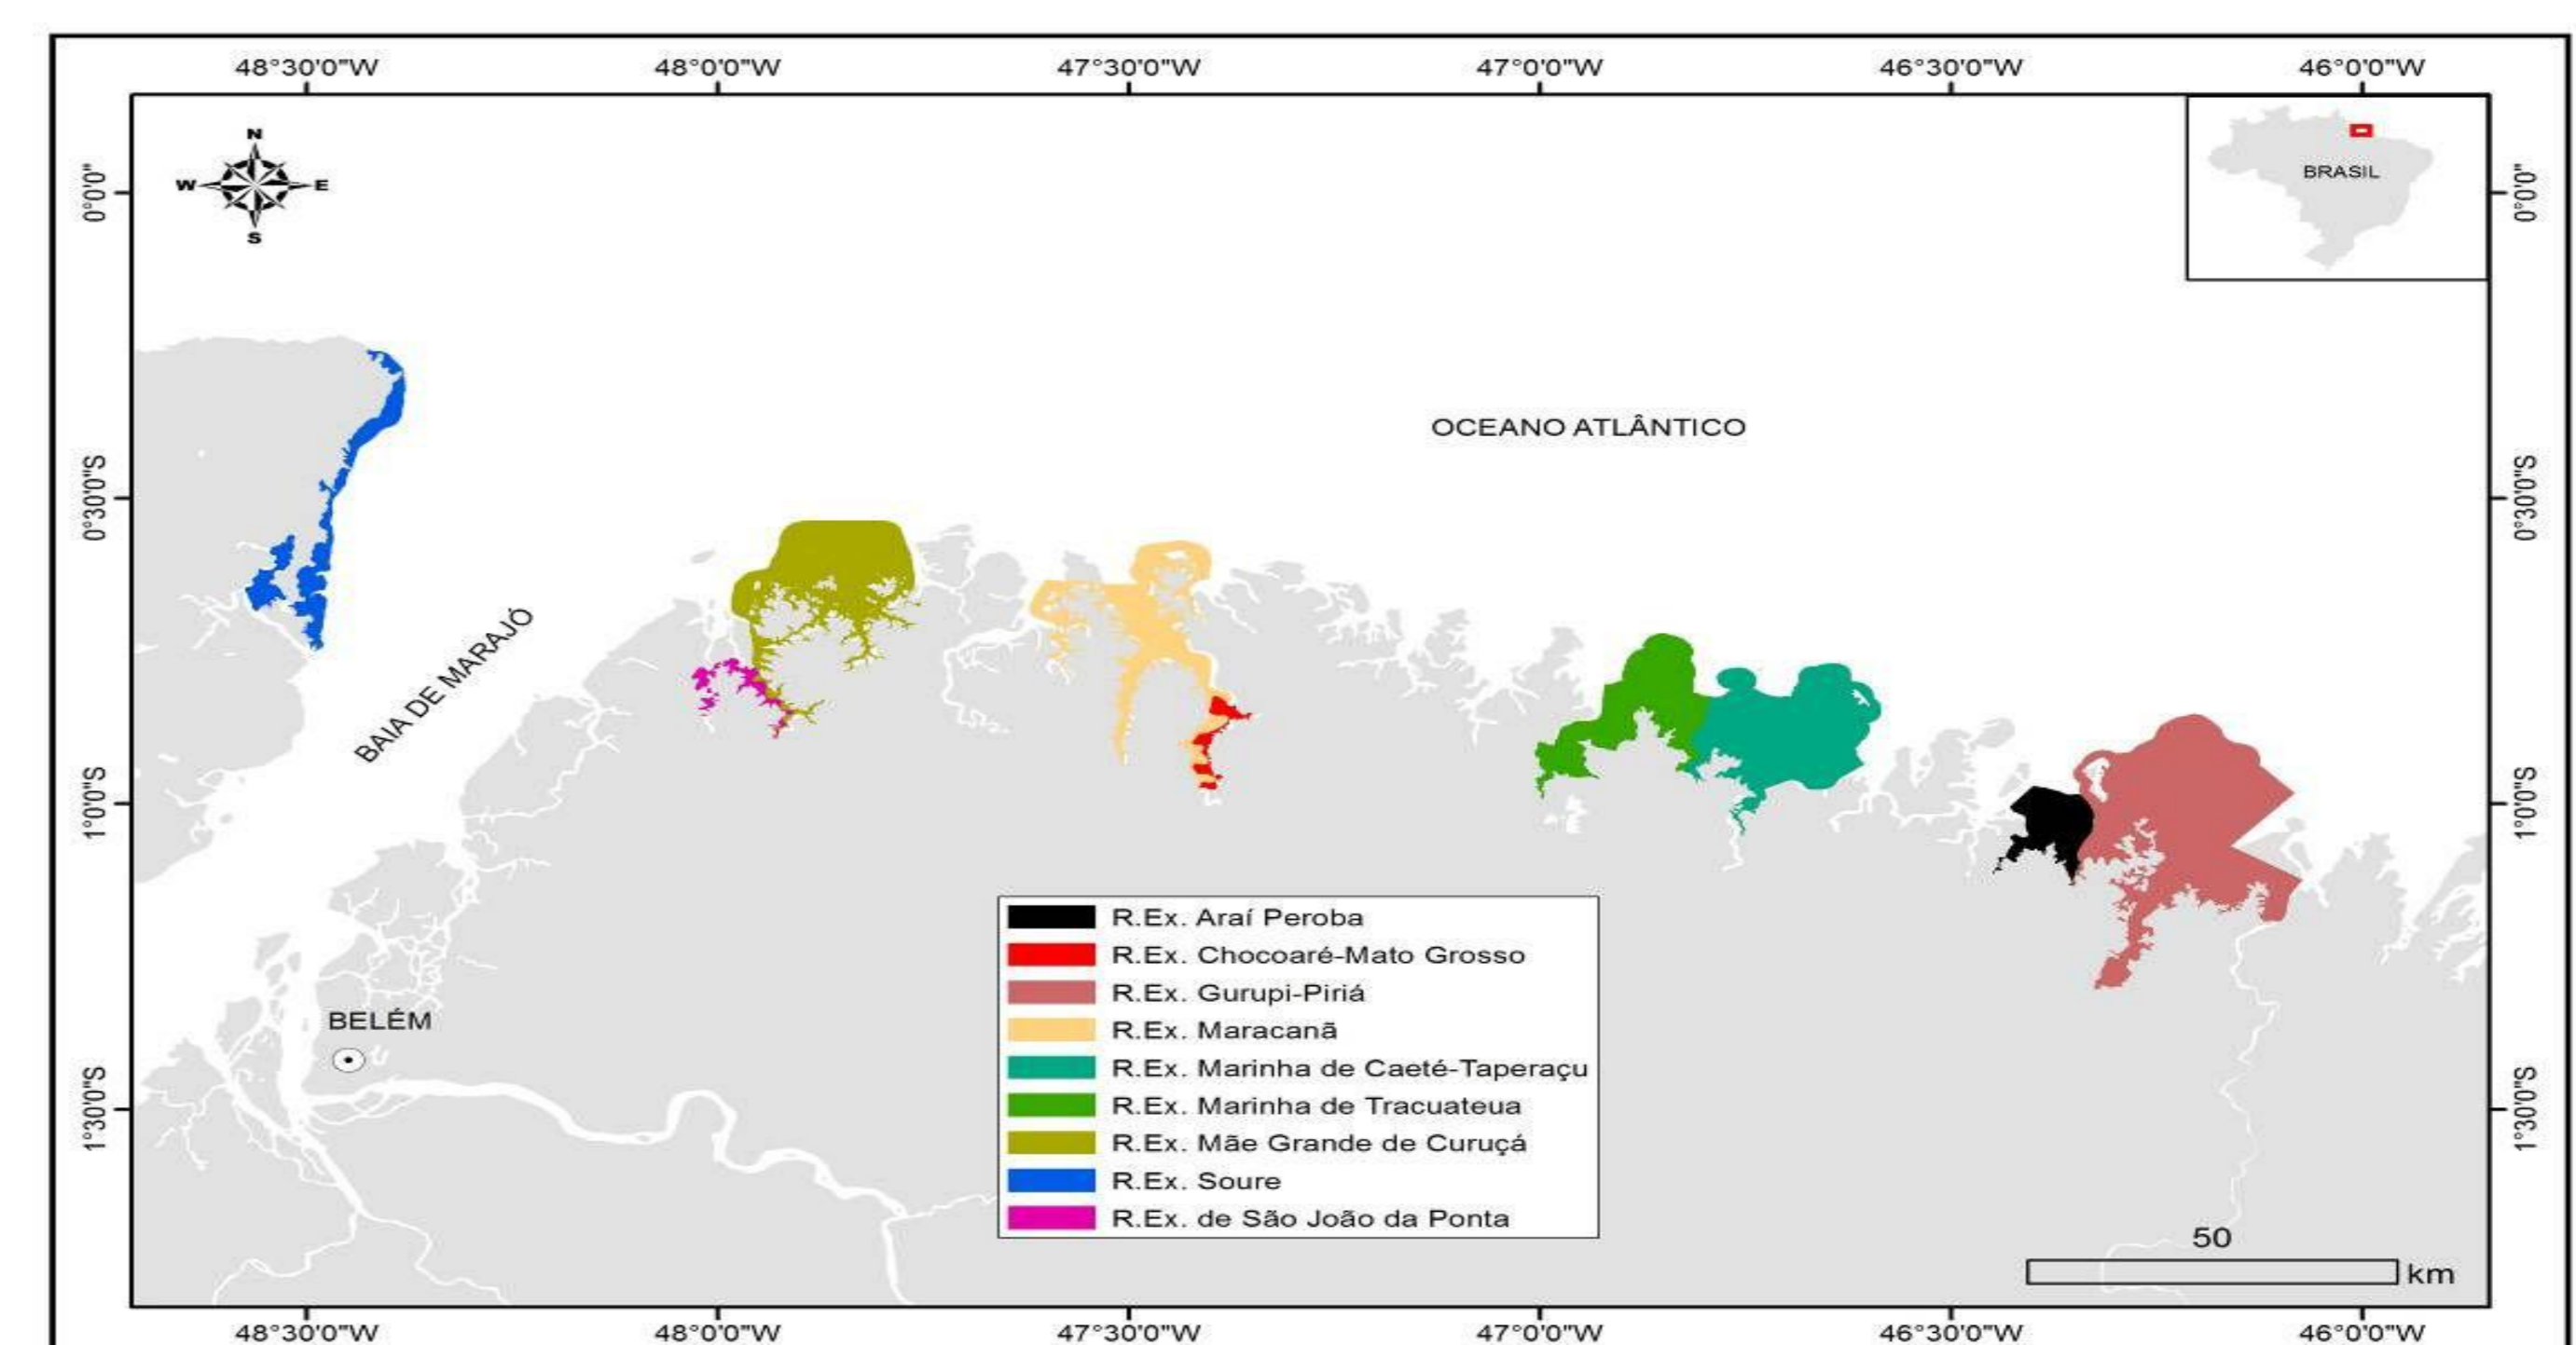 48°30'0"W 48°0'0"W 47°30'0"W 47°0'0"W 46°30'0"W 46°0'0"W
N
W E
S
BRASIL
0°0'0" 0°0'0"
OCEANO ATLÂNTICO
0°30'0"S 0°30'0"S
BAIA DE MARAJÓ
1°0'0"S 1°0'0"S
R.Ex. Araí Peroba
R.Ex. Chocoaré-Mato Grosso
R.Ex. Gurupi-Piriá
BELÉM
R.Ex. Maracanã
R.Ex. Marinha de Caeté-Taperaçu
R.Ex. Marinha de Tracuateua
1°30'0"S 1°30'0"S
R.Ex. Mãe Grande de Curuçá
R.Ex. Soure
R.Ex. de São João da Ponta
50
km
48°30'0"W 48°0'0"W 47°30'0"W 47°0'0"W 46°30'0"W 46°0'0"W